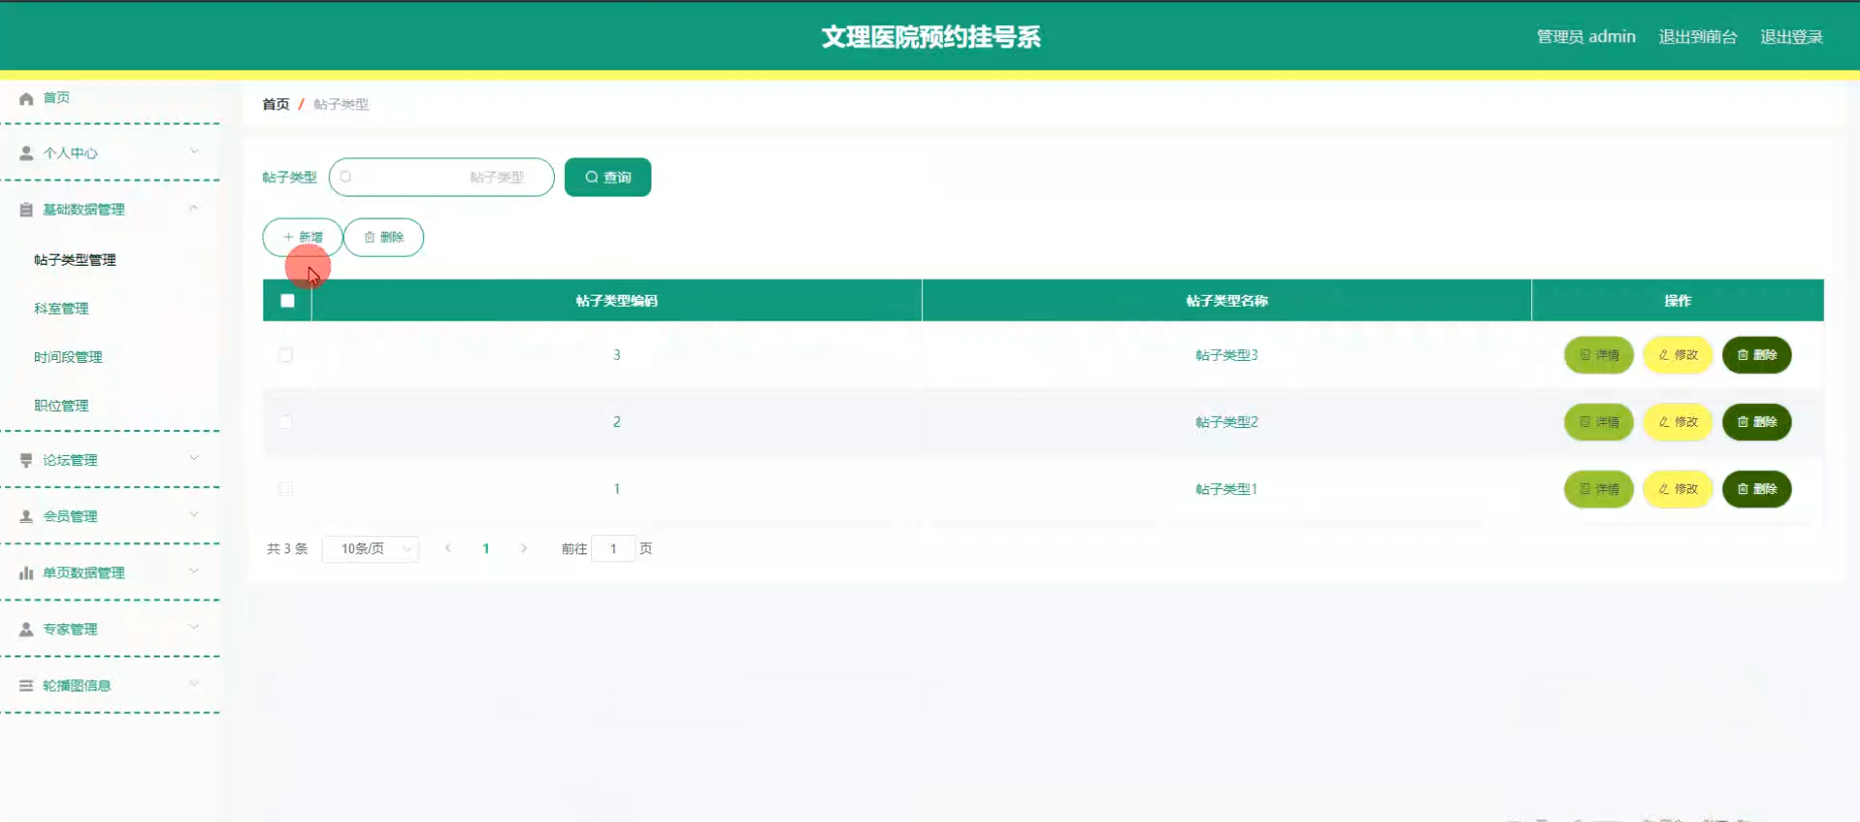 文理医院预约挂号系
管理员 admin 退出到前台 退出登录
首页
个人中心
基础数据管理
帖子类型管理
科室管理
时间段管理
职位管理
论坛管理
会员管理
单页数据管理
专家管理
轮播图信息
首页 / 帖子类型
帖子类型 帖子类型 查询
新增 删除
帖子类型编码 帖子类型名称 操作
3 帖子类型3 详情 修改 删除
2 帖子类型2 详情 修改 删除
1 帖子类型1 详情 修改 删除
共 3 条 10条/页 1 前往 1 页